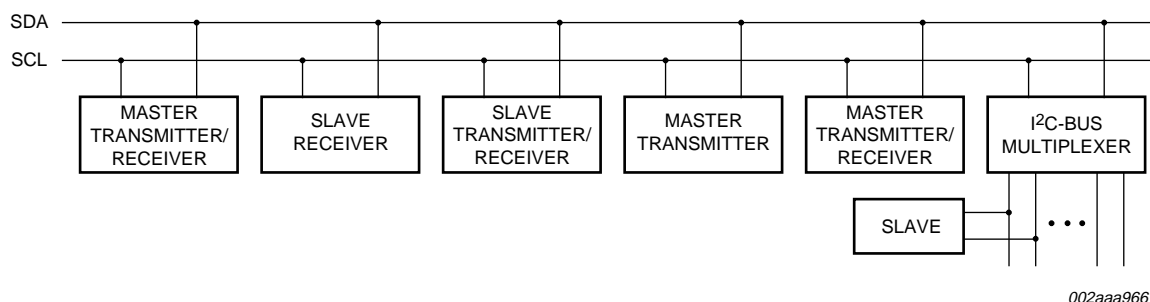 SDA
SCL
MASTER
TRANSMITTER/
RECEIVER
SLAVE
RECEIVER
SLAVE
TRANSMITTER/
RECEIVER
MASTER
TRANSMITTER
MASTER
TRANSMITTER/
RECEIVER
I²C-BUS
MULTIPLEXER
SLAVE
002aaa966